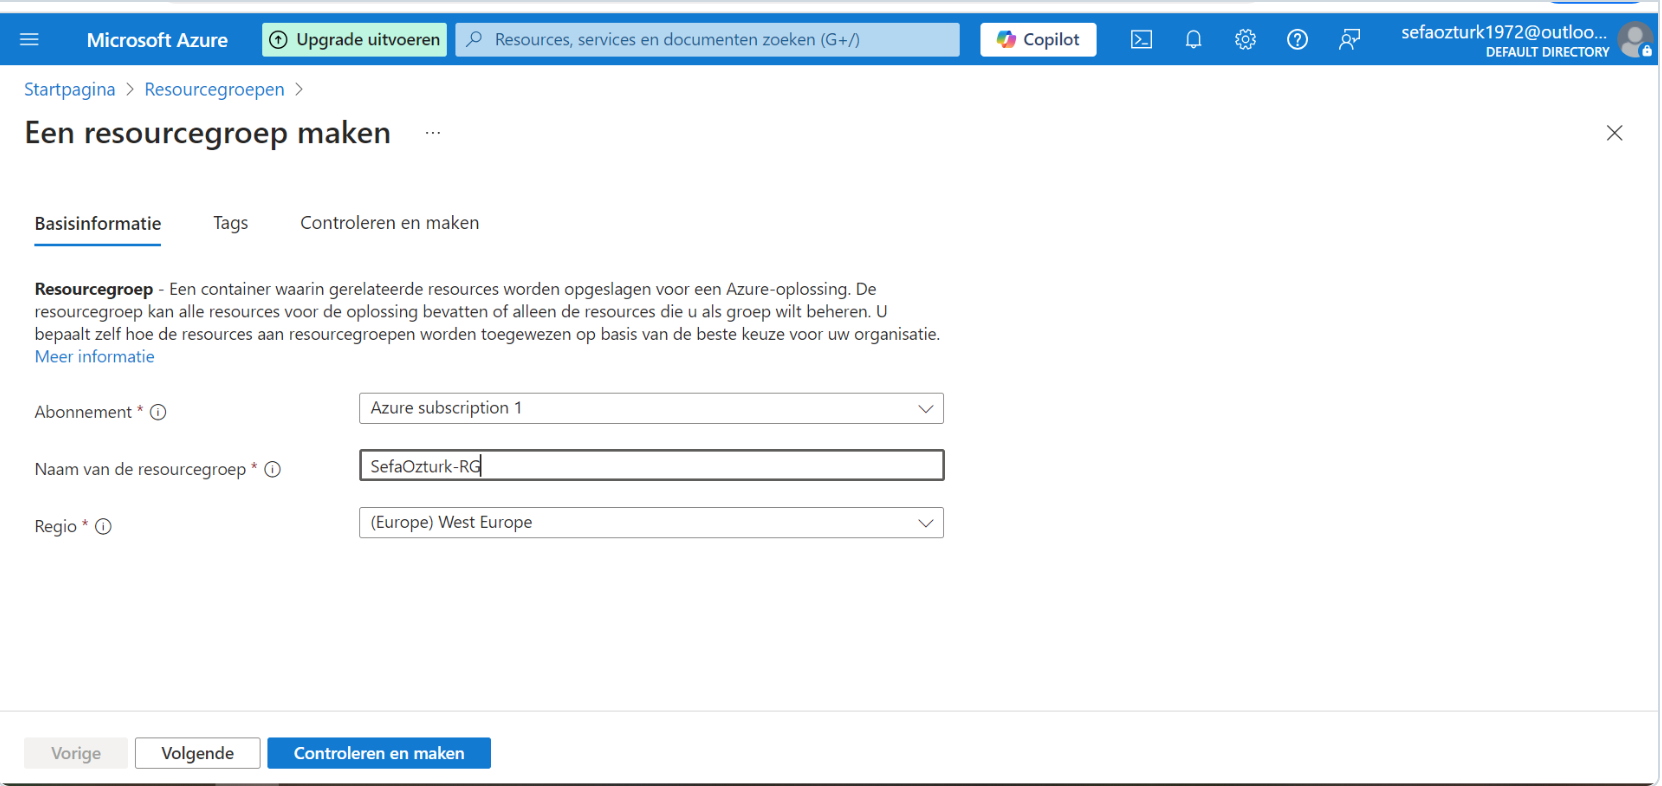 Microsoft Azure
Upgrade uitvoeren
Resources, services en documenten zoeken (G+/)
Copilot
sefaozturk1972@outloo...
DEFAULT DIRECTORY
Startpagina > Resourcegroepen >
Een resourcegroep maken ...
Basisinformatie
Tags
Controleren en maken
Resourcegroep - Een container waarin gerelateerde resources worden opgeslagen voor een Azure-oplossing. De
resourcegroep kan alle resources voor de oplossing bevatten of alleen de resources die u als groep wilt beheren. U
bepaalt zelf hoe de resources aan resourcegroepen worden toegewezen op basis van de beste keuze voor uw organisatie.
Meer informatie
Abonnement *
Azure subscription 1
Naam van de resourcegroep *
SefaOzturk-RG
Regio *
(Europe) West Europe
Vorige
Volgende
Controleren en maken